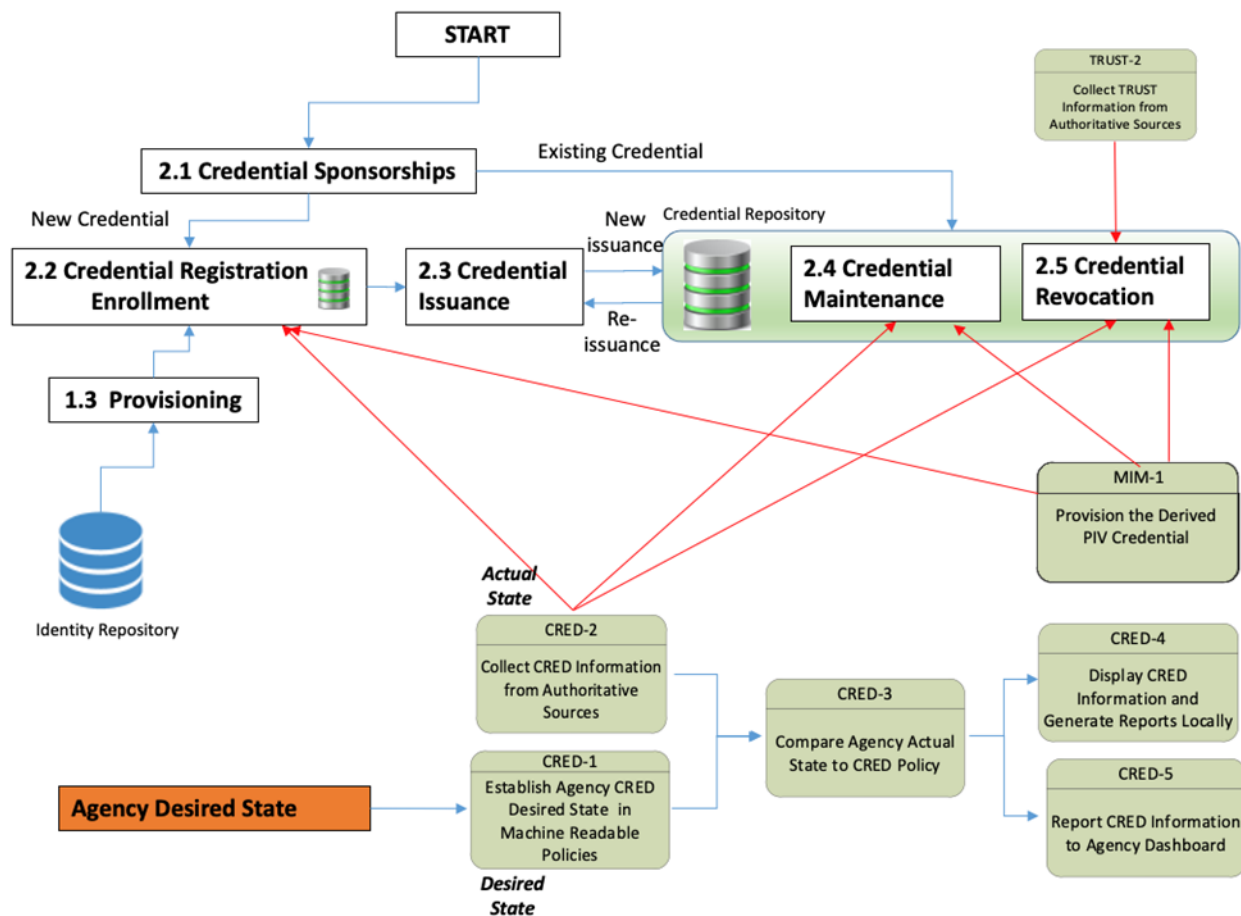 START
TRUST-2
Collect TRUST
Information from
Authoritative Sources
2.1 Credential Sponsorships
Existing Credential
New Credential
New
issuance
Credential Repository
2.2 Credential Registration
Enrollment
2.3 Credential
Issuance
2.4 Credential
Maintenance
2.5 Credential
Revocation
Re-
issuance
1.3 Provisioning
Identity Repository
MIM-1
Provision the Derived
PIV Credential
Actual
State
CRED-2
Collect CRED Information
from Authoritative
Sources
CRED-1
Establish Agency CRED
Desired State in
Machine Readable
Policies
Desired
State
Agency Desired State
CRED-3
Compare Agency Actual
State to CRED Policy
CRED-4
Display CRED
Information and
Generate Reports Locally
CRED-5
Report CRED Information
to Agency Dashboard